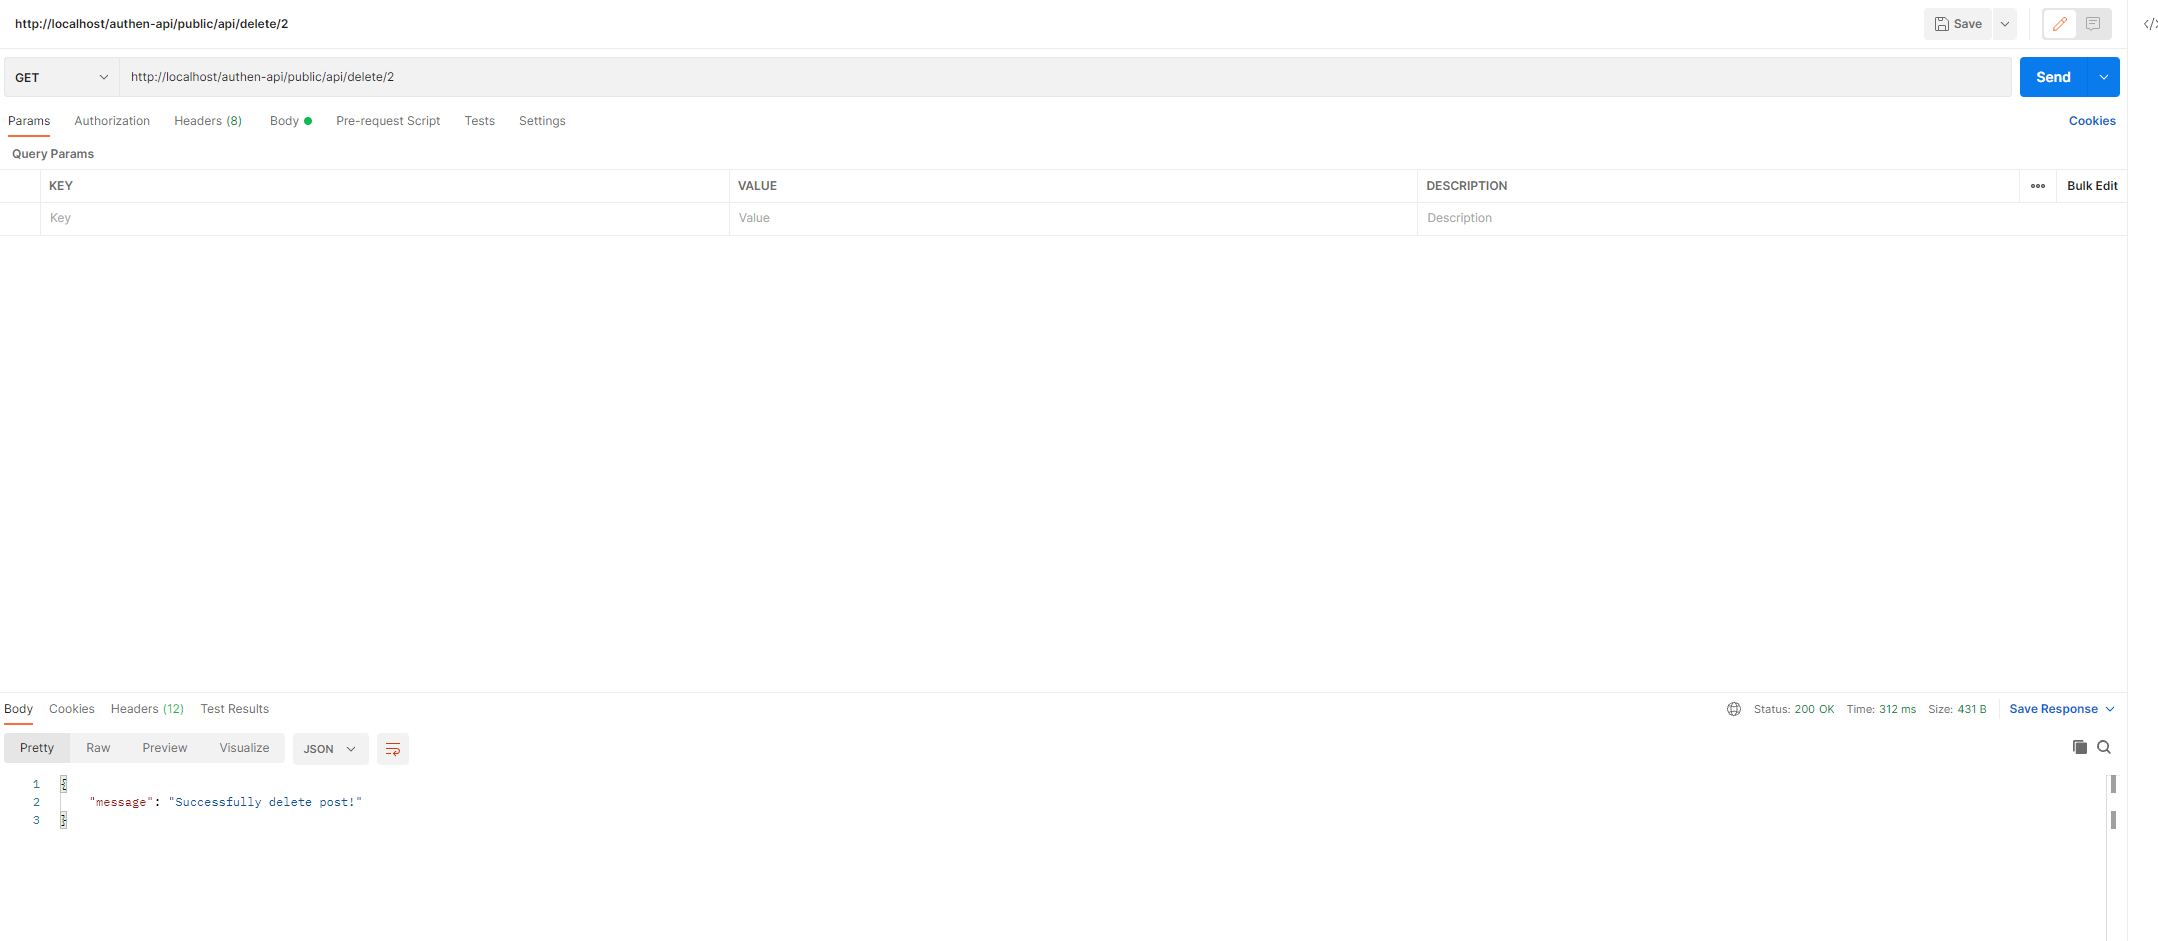 http://localhost/authen-api/public/api/delete/2
Save
GET http://localhost/authen-api/public/api/delete/2 Send
Params Authorization Headers (8) Body Pre-request Script Tests Settings Cookies
Query Params
KEY VALUE DESCRIPTION Bulk Edit
Key Value Description
Body Cookies Headers (12) Test Results Status: 200 OK Time: 312 ms Size: 431 B Save Response
Pretty Raw Preview Visualize JSON
1 {
2 "message": "Successfully delete post!"
3 }